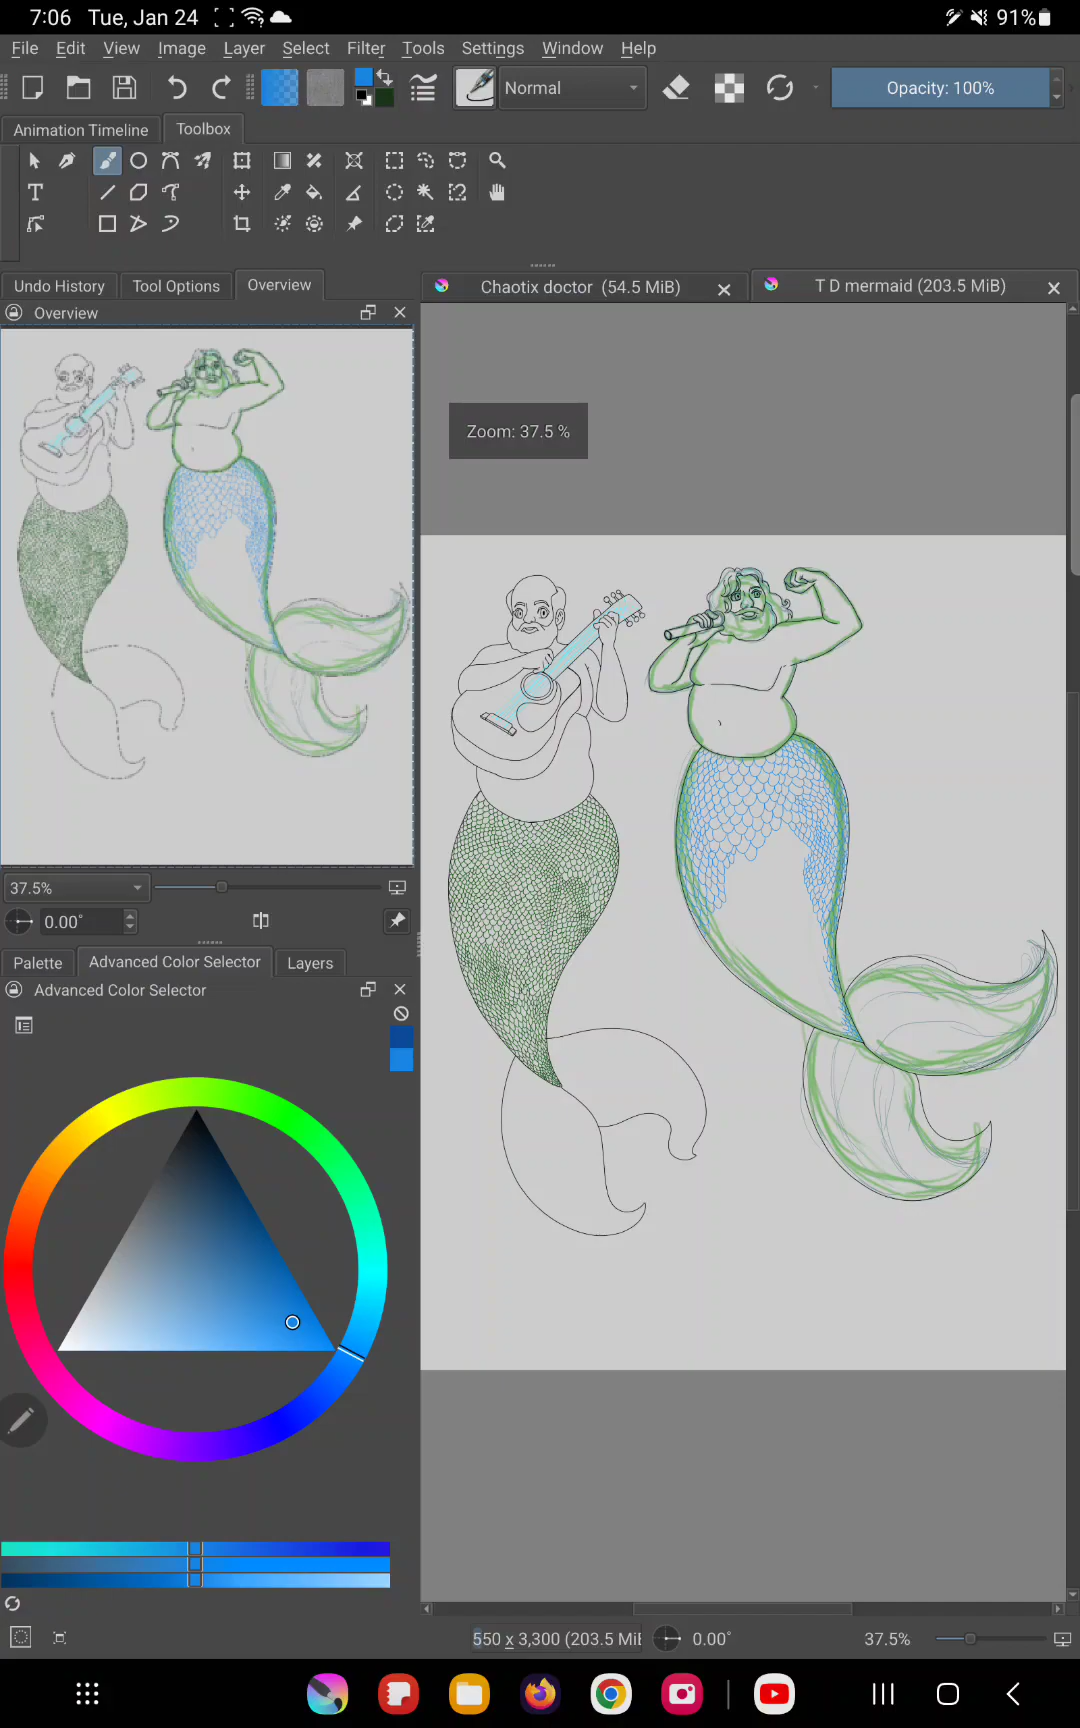 7:06 Tue, Jan 24 91%
File Edit View Image Layer Select Filter Tools Settings Window Help
Normal Opacity: 100%
Animation Timeline Toolbox
T
Undo History Tool Options Overview
Chaotix doctor (54.5 MiB) T D mermaid (203.5 MiB)
Overview
Zoom: 37.5 %
37.5%
0.00°
Palette Advanced Color Selector Layers
Advanced Color Selector
550 x 3,300 (203.5 MiE 0.00° 37.5%